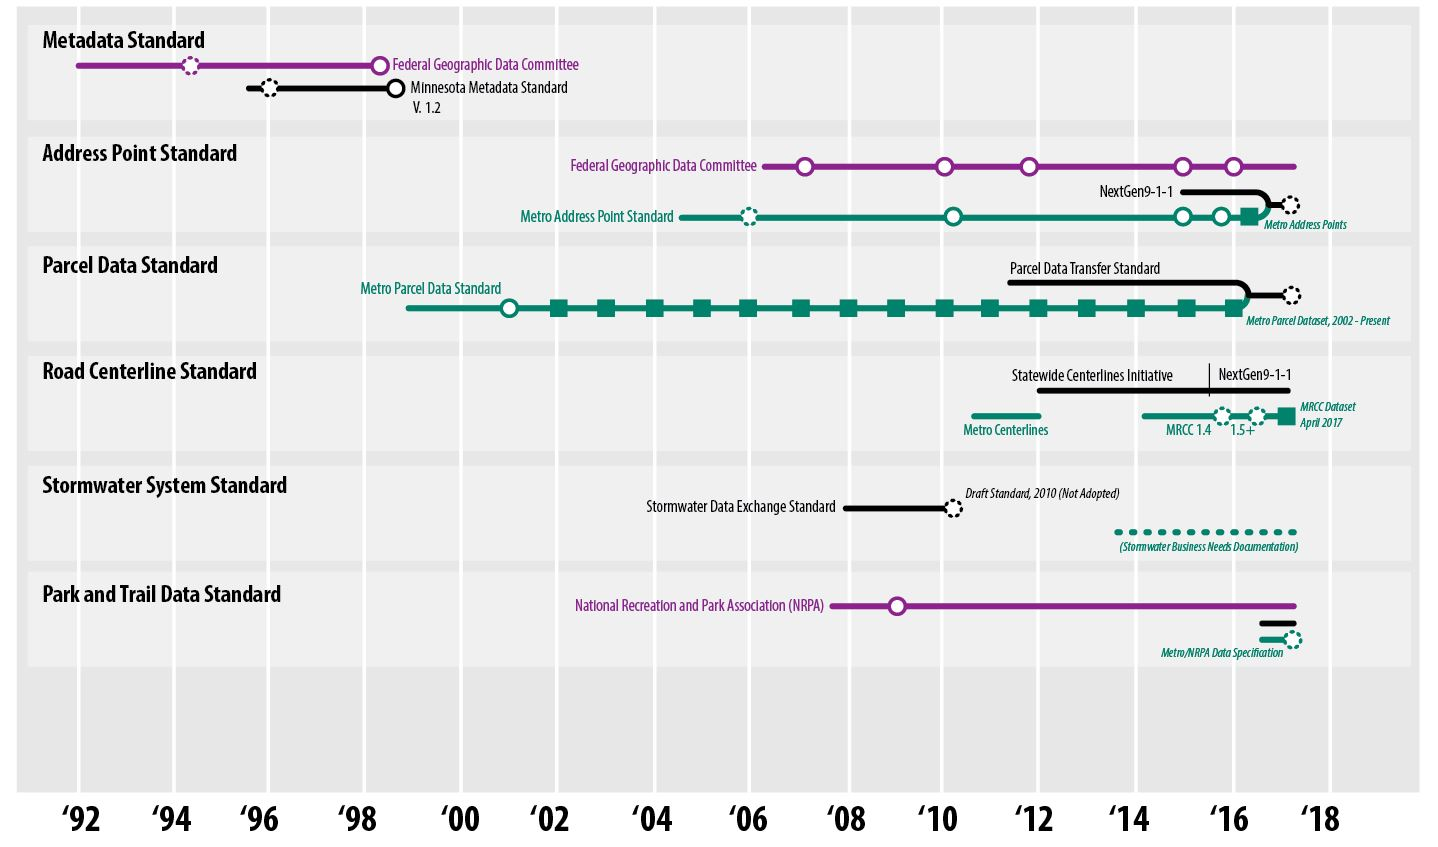 Metadata Standard
Federal Geographic Data Committee
Minnesota Metadata Standard
V. 1.2
Address Point Standard
Federal Geographic Data Committee
NextGen9-1-1
Metro Address Point Standard
Metro Address Points
Parcel Data Standard
Parcel Data Transfer Standard
Metro Parcel Data Standard
Metro Parcel Dataset, 2002 - Present
Road Centerline Standard
Statewide Centerlines Initiative
NextGen9-1-1
MRCC Dataset
April 2017
Metro Centerlines
MRCC 1.4
1.5+
Stormwater System Standard
Draft Standard, 2010 (Not Adopted)
Stormwater Data Exchange Standard
(Stormwater Business Needs Documentation)
Park and Trail Data Standard
National Recreation and Park Association (NRPA)
Metro/NRPA Data Specification
‘92 ‘94 ‘96 ‘98 ‘00 ‘02 ‘04 ‘06 ‘08 ‘10 ‘12 ‘14 ‘16 ‘18